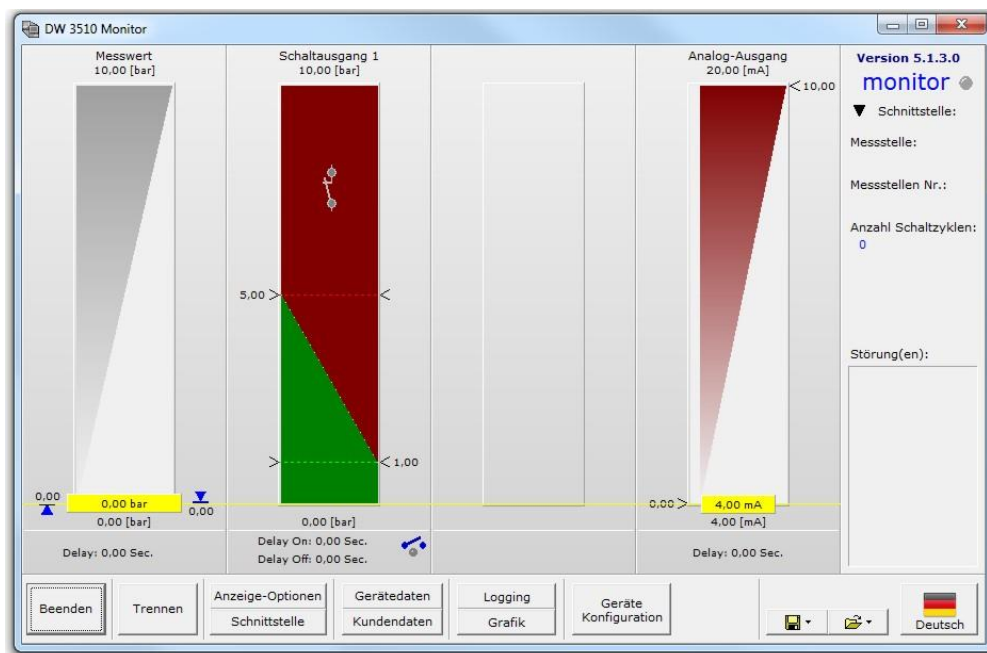 DW 3510 Monitor
Messwert
10,00 [bar]
0,00
0,00 bar
0,00
0,00 [bar]
Delay: 0,00 Sec.
Schaltausgang 1
10,00 [bar]
5,00
1,00
0,00 [bar]
Delay On: 0,00 Sec.
Delay Off: 0,00 Sec.
Analog-Ausgang
20,00 [mA]
10,00
0,00
4,00 mA
4,00 [mA]
Delay: 0,00 Sec.
Version 5.1.3.0
monitor
Schnittstelle:
Messstelle:
Messstellen Nr.:
Anzahl Schaltzyklen:
0
Störung(en):
Beenden
Trennen
Anzeige-Optionen
Schnittstelle
Gerätedaten
Kundendaten
Logging
Grafik
Geräte
Konfiguration
Deutsch